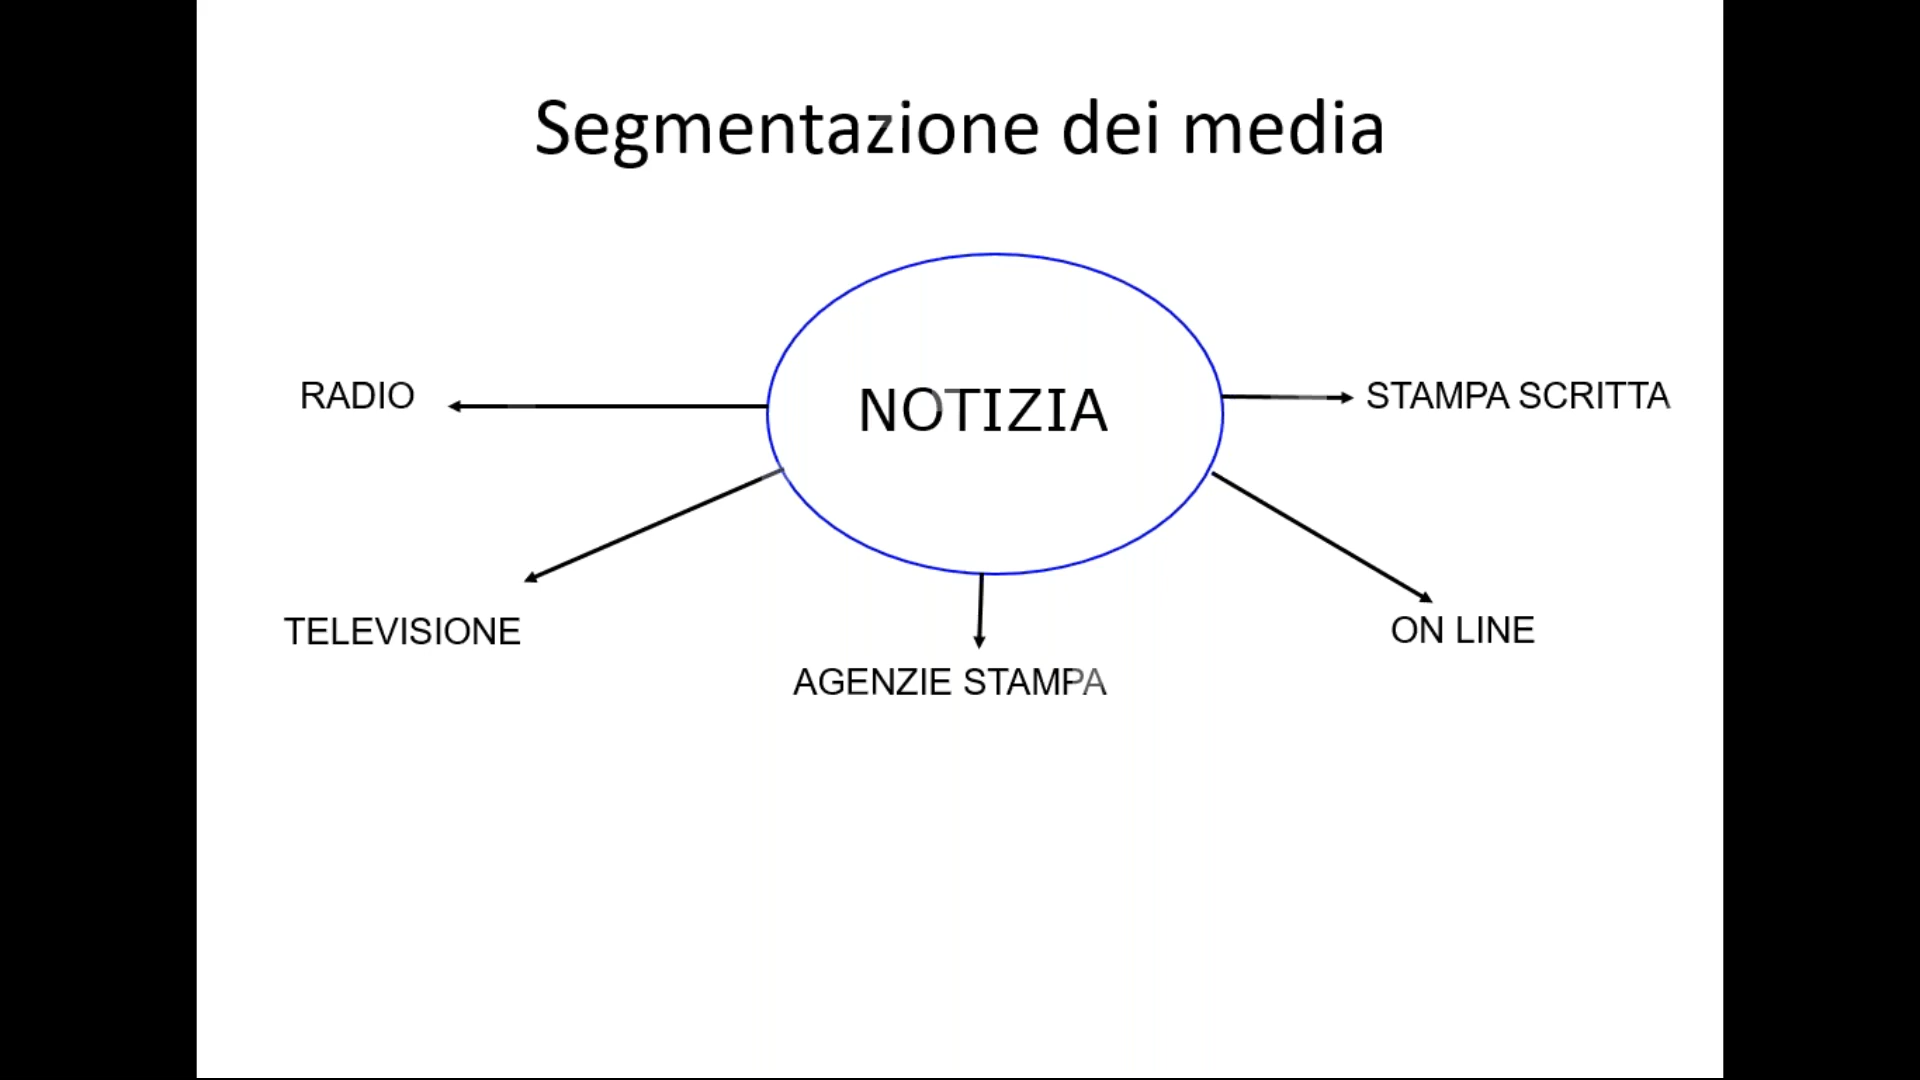 Segmentazione dei media
NOTIZIA
RADIO
STAMPA SCRITTA
TELEVISIONE
ON LINE
AGENZIE STAMPA